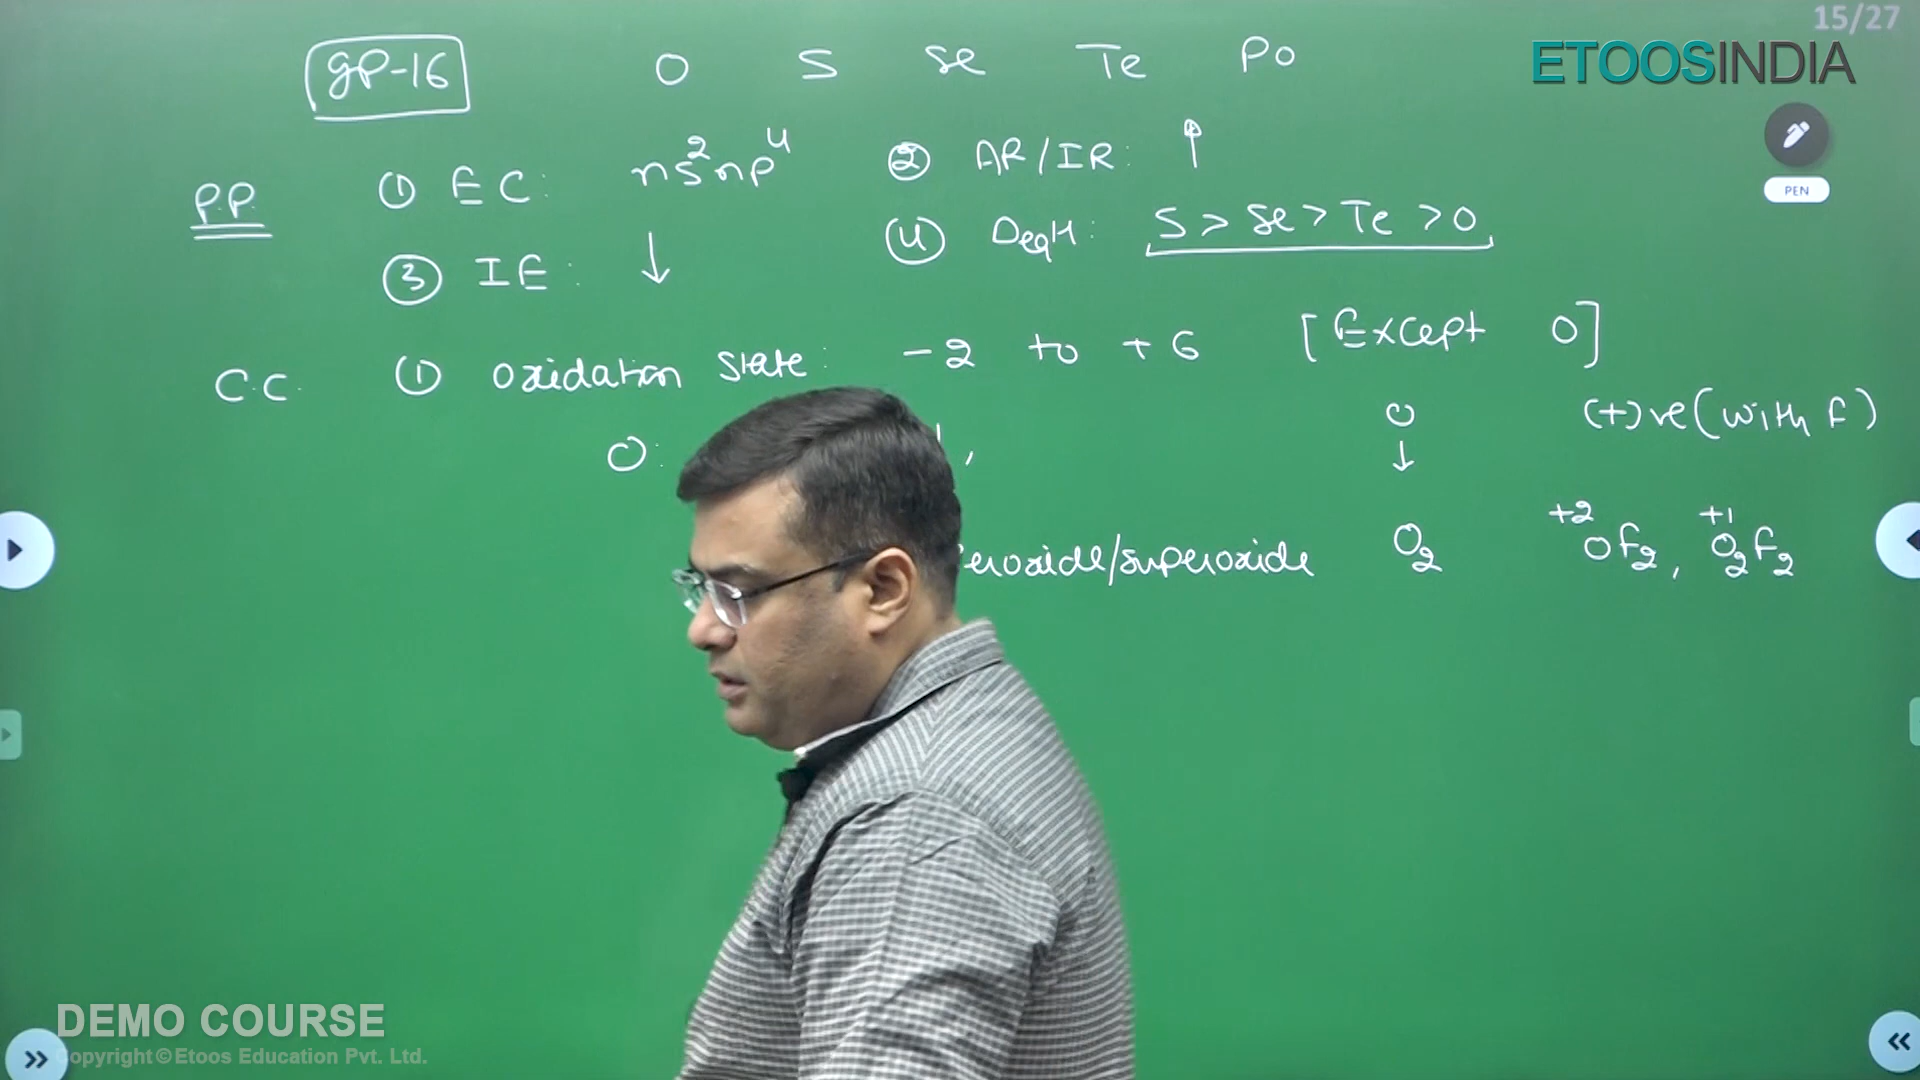 15/27
ETOOSINDIA
GP-16 O S Se Te Po
PEN
P.P. ① EC: ns²np⁴ ② AR/IR: ↑
③ IE: ↓ ④ ΔegH: S > Se > Te > O
C.C. ① Oxidation state: -2 to +6 [Except O]
O: , O (+)ve (with F)
↓
eroxide/superoxide O₂ +2 OF₂, +1 O₂F₂
DEMO COURSE
opyright © Etoos Education Pvt. Ltd.